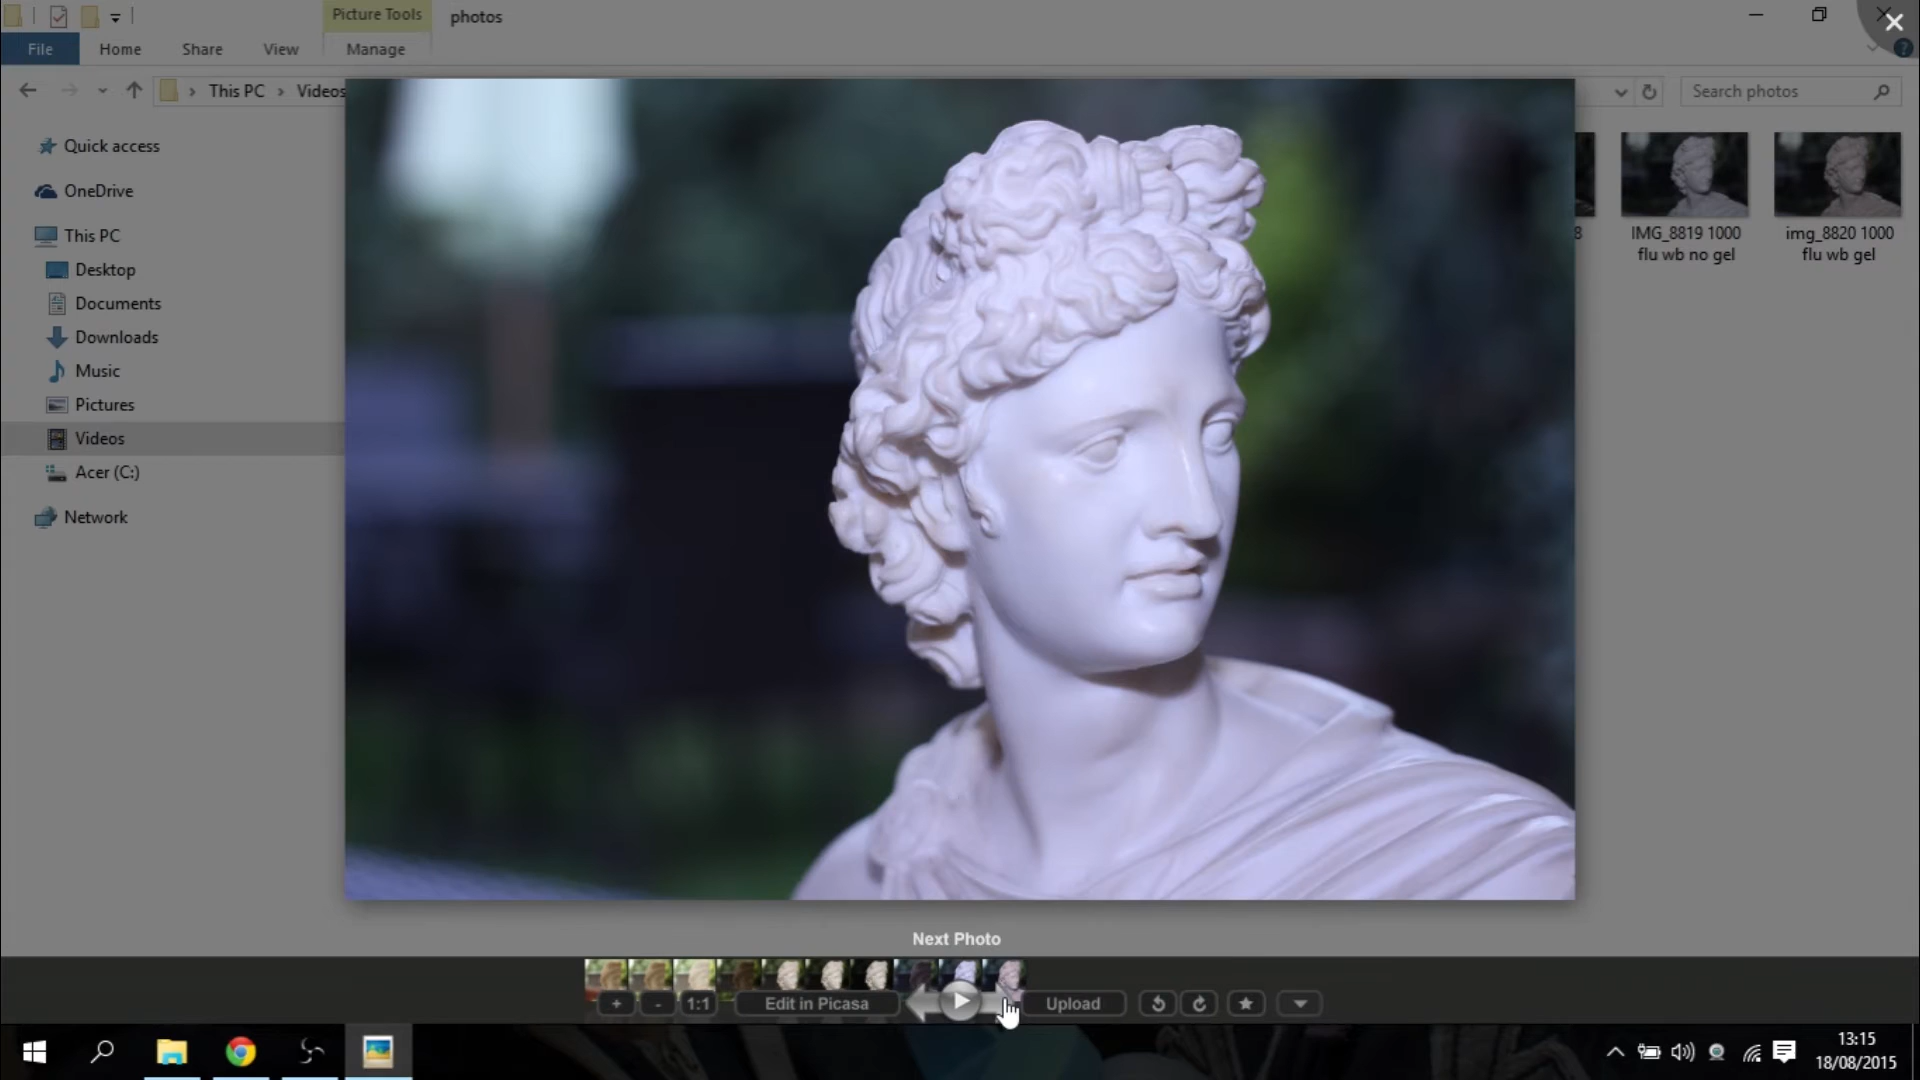 Picture Tools
photos
File
Home
Share
View
Manage
This PC
Videos
Search photos
Quick access
OneDrive
This PC
Desktop
Documents
Downloads
Music
Pictures
Videos
Acer (C:)
Network
8
IMG_8819 1000
flu wb no gel
img_8820 1000
flu wb gel
Next Photo
+
-
1:1
Edit in Picasa
Upload
13:15
18/08/2015